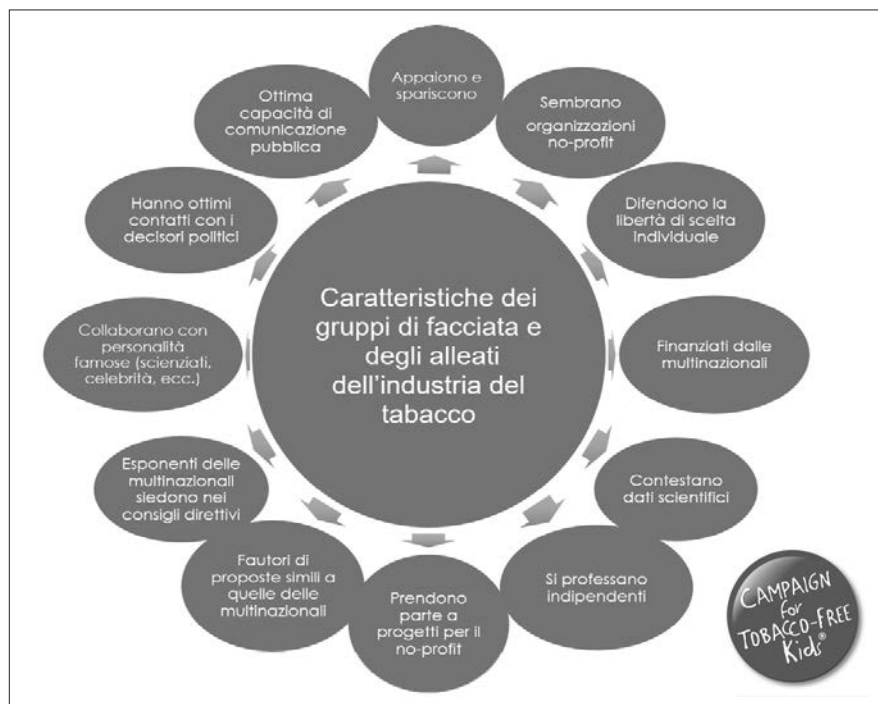 Appaiono e
spariscono
Sembrano
organizzazioni
no-profit
Difendono la
libertà di scelta
individuale
Finanziati dalle
multinazionali
Contestano
dati scientifici
Si professano
indipendenti
Prendono
parte a
progetti per il
no-profit
Fautori di
proposte simili a
quelle delle
multinazionali
Esponenti delle
multinazionali
siedono nei
consigli direttivi
Collaborano con
personalità
famose (scienziati,
celebrità, ecc.)
Hanno ottimi
contatti con i
decisori politici
Ottima
capacità di
comunicazione
pubblica
Caratteristiche dei
gruppi di facciata e
degli alleati
dell'industria del
tabacco
CAMPAIGN
for
TOBACCO-FREE
Kids®